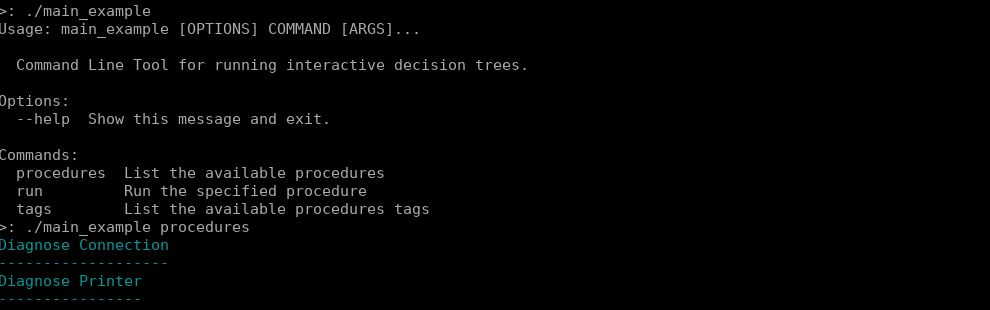 >: ./main_example
Usage: main_example [OPTIONS] COMMAND [ARGS]...
Command Line Tool for running interactive decision trees.
Options:
--help  Show this message and exit.
Commands:
procedures  List the available procedures
run         Run the specified procedure
tags        List the available procedures tags
>: ./main_example procedures
Diagnose Connection
-------------------
Diagnose Printer
----------------